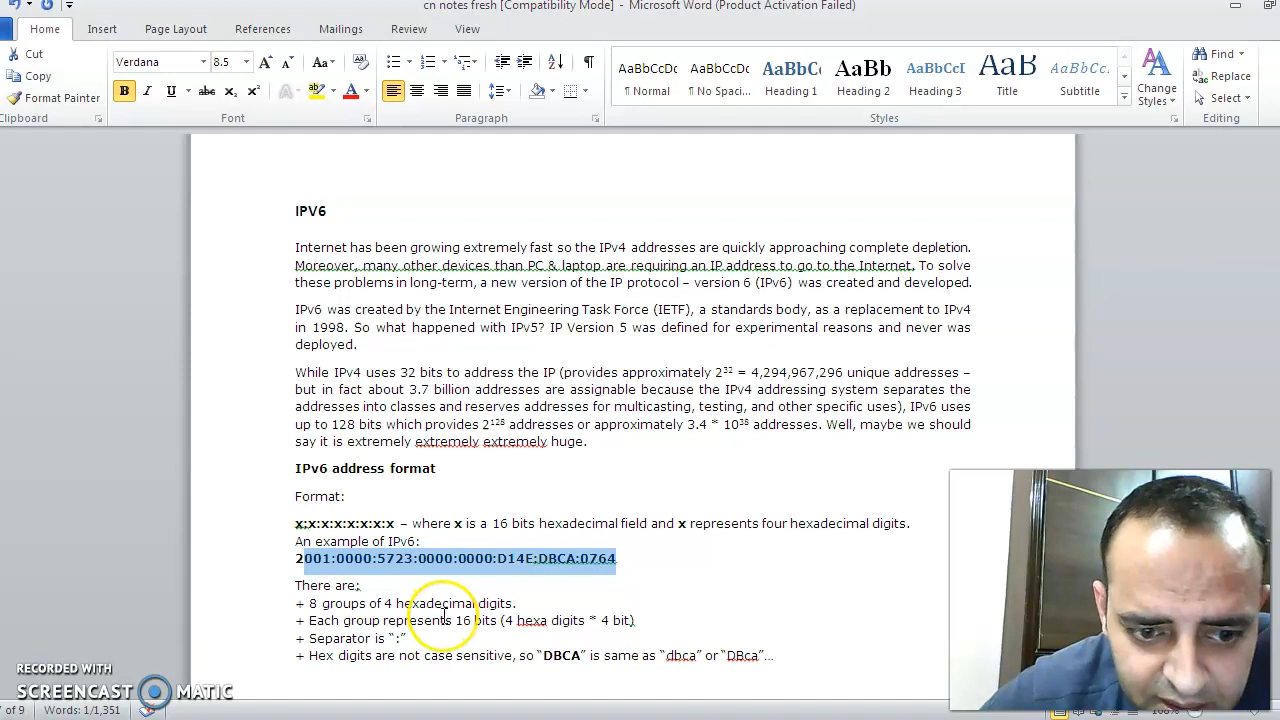 cn notes fresh [Compatibility Mode] - Microsoft Word (Product Activation Failed)
Home Insert Page Layout References Mailings Review View
Cut
Copy
Format Painter
Clipboard
Verdana 8.5
Font
Paragraph
AaBbCcDc AaBbCcDc AaBbCc AaBb AaBbCcI AaB AaBbCc.
¶ Normal ¶ No Spaci... Heading 1 Heading 2 Heading 3 Title Subtitle
Change Styles
Styles
Find
Replace
Select
Editing
IPV6
Internet has been growing extremely fast so the IPv4 addresses are quickly approaching complete depletion.
Moreover, many other devices than PC & laptop are requiring an IP address to go to the Internet. To solve
these problems in long-term, a new version of the IP protocol – version 6 (IPv6) was created and developed.
IPv6 was created by the Internet Engineering Task Force (IETF), a standards body, as a replacement to IPv4
in 1998. So what happened with IPv5? IP Version 5 was defined for experimental reasons and never was
deployed.
While IPv4 uses 32 bits to address the IP (provides approximately 2³² = 4,294,967,296 unique addresses –
but in fact about 3.7 billion addresses are assignable because the IPv4 addressing system separates the
addresses into classes and reserves addresses for multicasting, testing, and other specific uses), IPv6 uses
up to 128 bits which provides 2¹²⁸ addresses or approximately 3.4 * 10³⁸ addresses. Well, maybe we should
say it is extremely extremely extremely huge.
IPv6 address format
Format:
x:x:x:x:x:x:x:x – where x is a 16 bits hexadecimal field and x represents four hexadecimal digits.
An example of IPv6:
2001:0000:5723:0000:0000:D14E:DBCA:0764
There are:
+ 8 groups of 4 hexadecimal digits.
+ Each group represents 16 bits (4 hexa digits * 4 bit)
+ Separator is “:”
+ Hex digits are not case sensitive, so “DBCA” is same as “dbca” or “DBca”...
RECORDED WITH
SCREENCAST MATIC
7 of 9 Words: 1/1,351